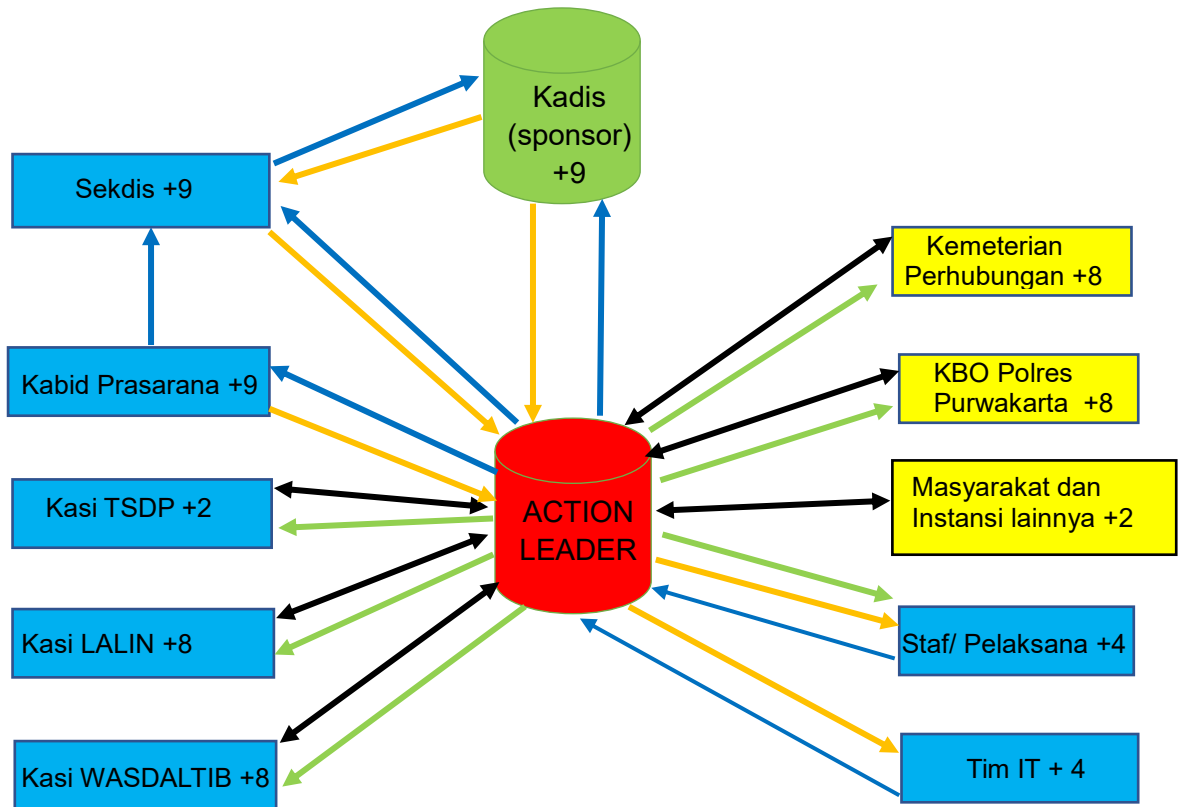 Kadis
(sponsor)
+9
Sekdis +9
Kemeterian
Perhubungan +8
Kabid Prasarana +9
KBO Polres
Purwakarta +8
Kasi TSDP +2
ACTION
LEADER
Masyarakat dan
Instansi lainnya +2
Kasi LALIN +8
Staf/ Pelaksana +4
Kasi WASDALTIB +8
Tim IT + 4